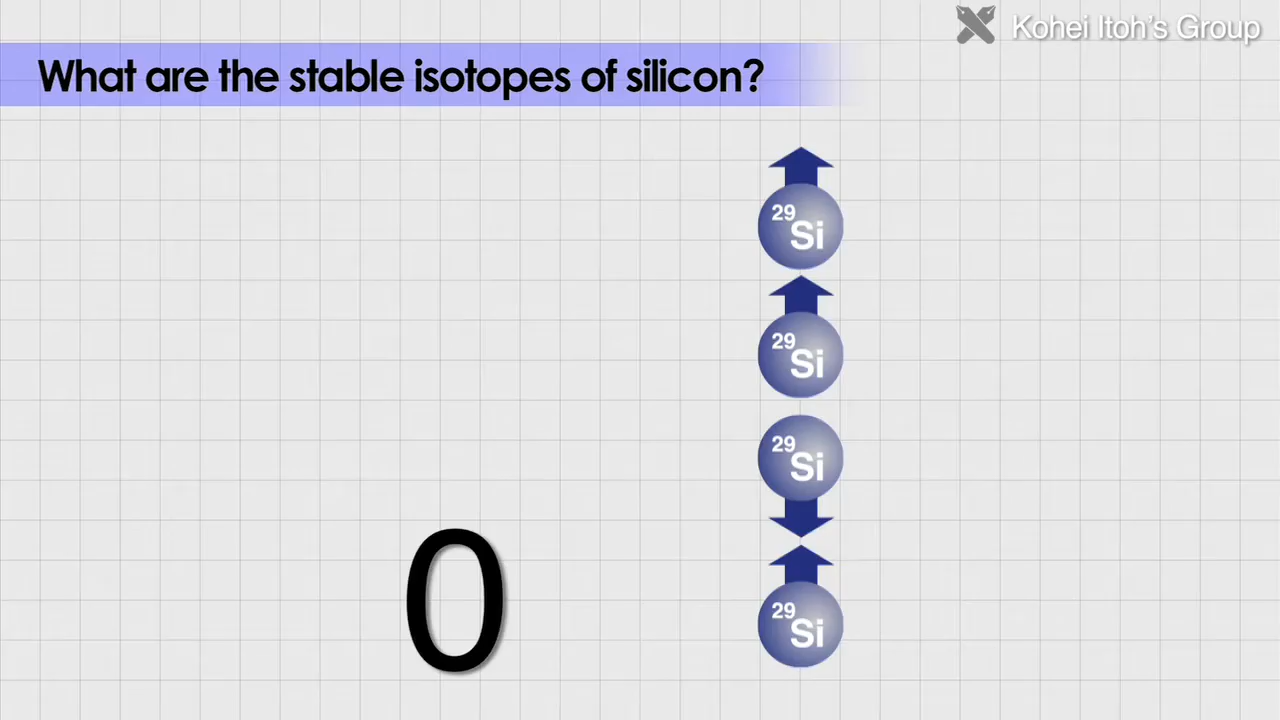 Kohei Itoh's Group
What are the stable isotopes of silicon?
29Si
29Si
29Si
0
29Si